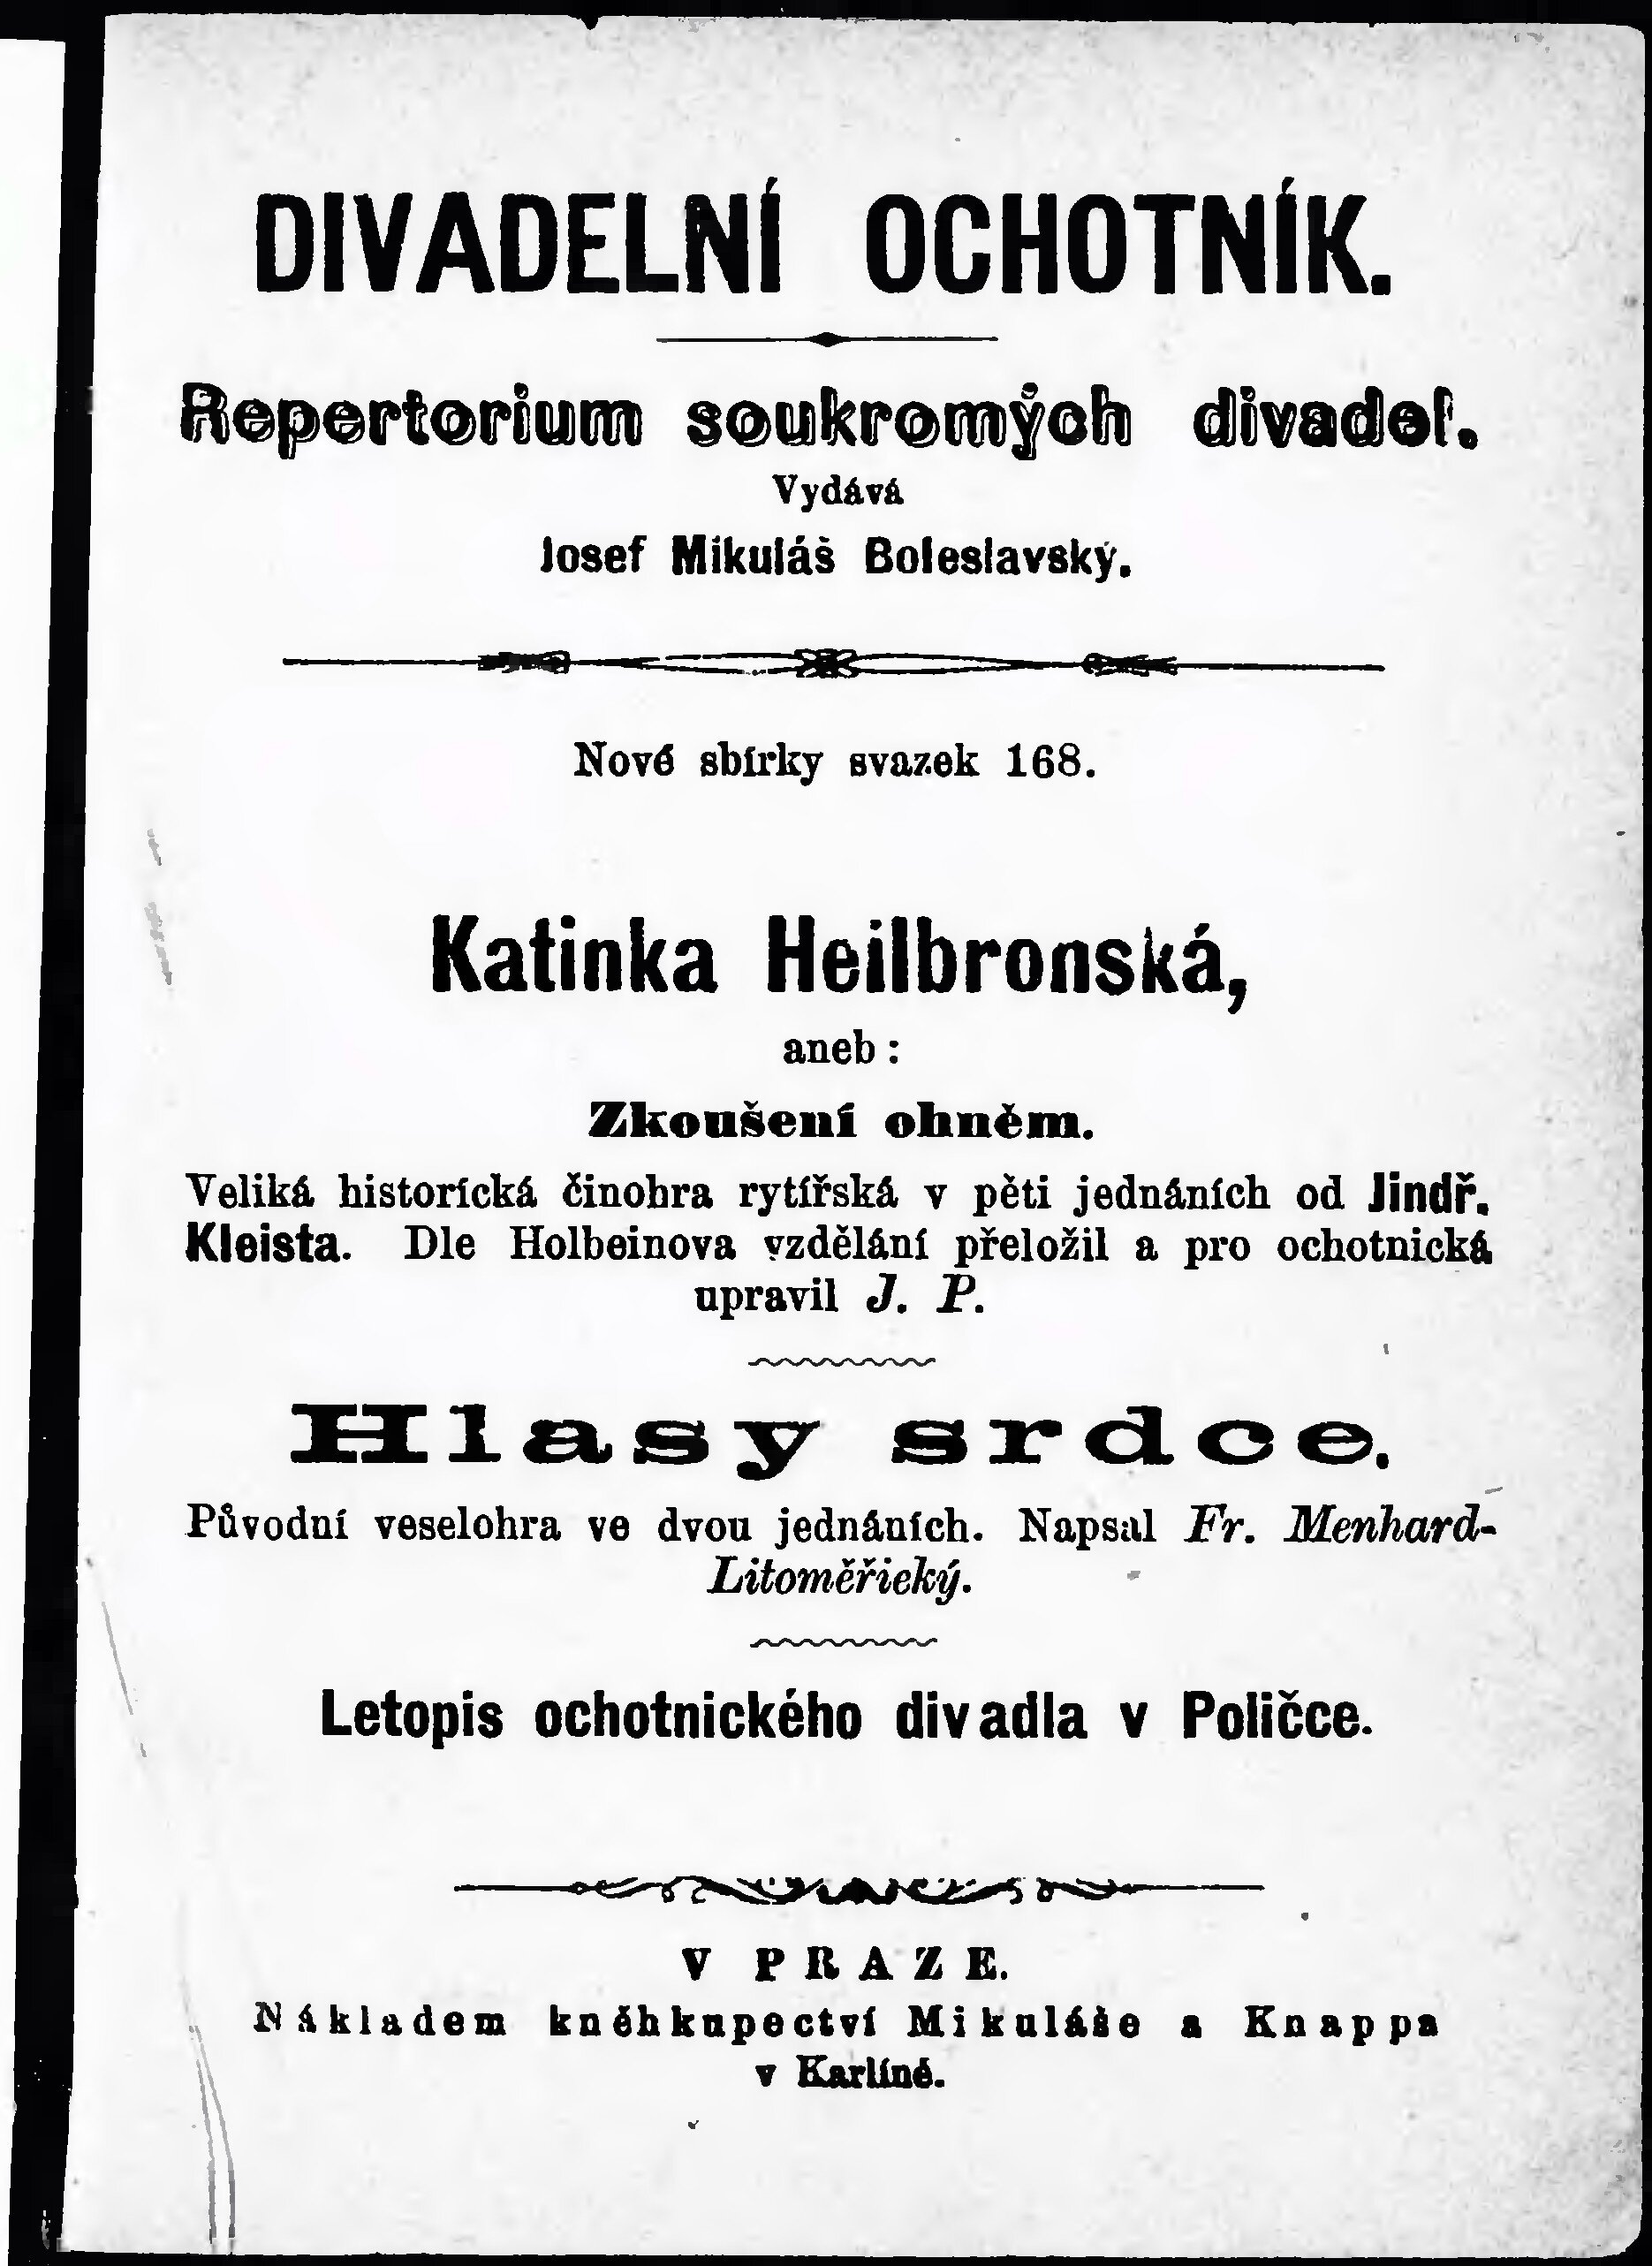 DIVADELNÍ OCHOTNÍK.
Repertorium soukromých divadel.
Vydává
Josef Mikuláš Boleslavský.
Nové sbírky svazek 168.
Katinka Heilbronská,
aneb:
Zkoušení ohněm.
Veliká historícká činohra rytířská v pěti jednáních od Jindř.
Kleista. Dle Holbeinova vzdělání přeložil a pro ochotnická
upravil J. P.
Hlasy srdce.
Původní veselohra ve dvou jednáních. Napsal Fr. Menhard-
Litoměřický.
Letopis ochotnického divadla v Poličce.
V PRAZE.
Nákladem kněhkupectví Mikuláše a Knappa
v Karlíně.